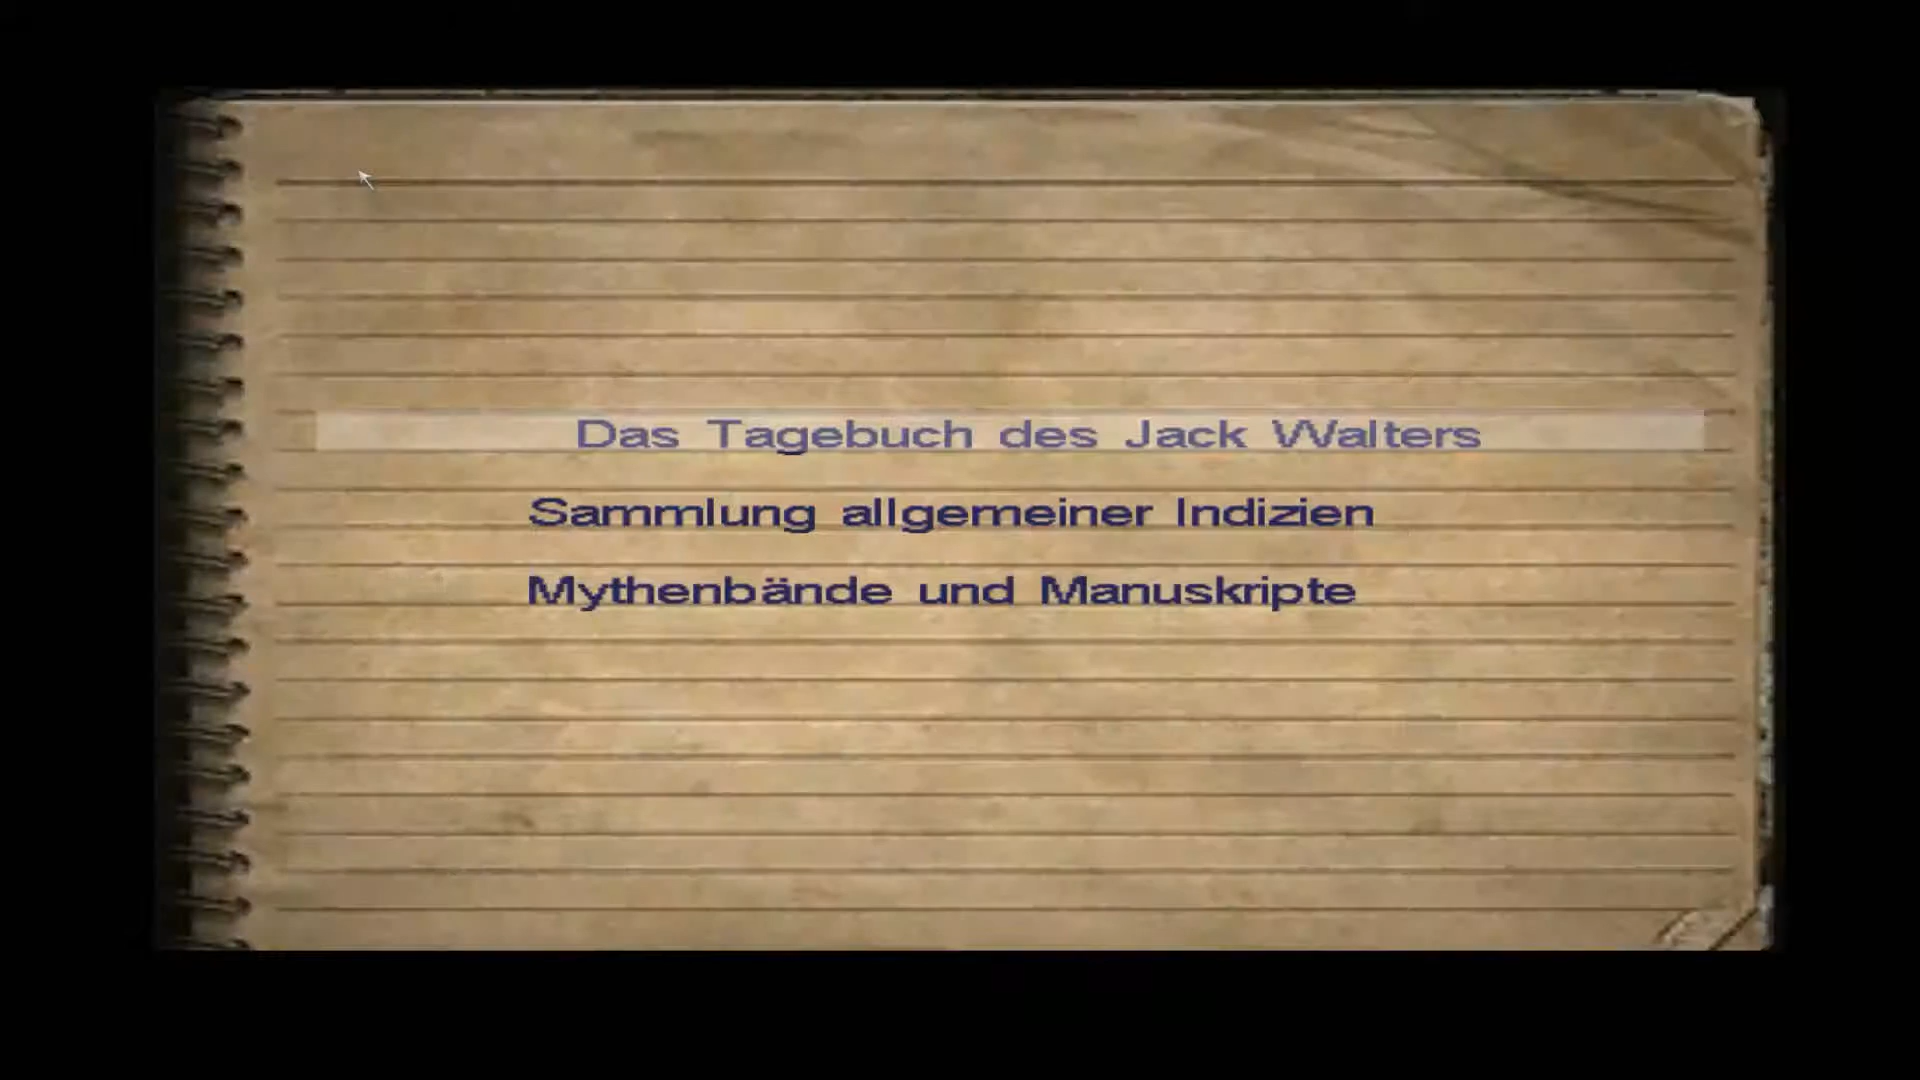 Das Tagebuch des Jack Walters
Sammlung allgemeiner Indizien
Mythenbände und Manuskripte